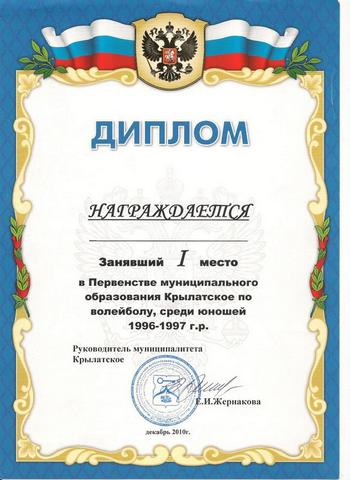 ДИПЛОМ
НАГРАЖДАЕТСЯ
Занявший I место
в Первенстве муниципального
образования Крылатское по
волейболу, среди юношей
1996-1997 г.р.
Руководитель муниципалитета
Крылатское
Е.И.Жернакова
декабрь 2010г.